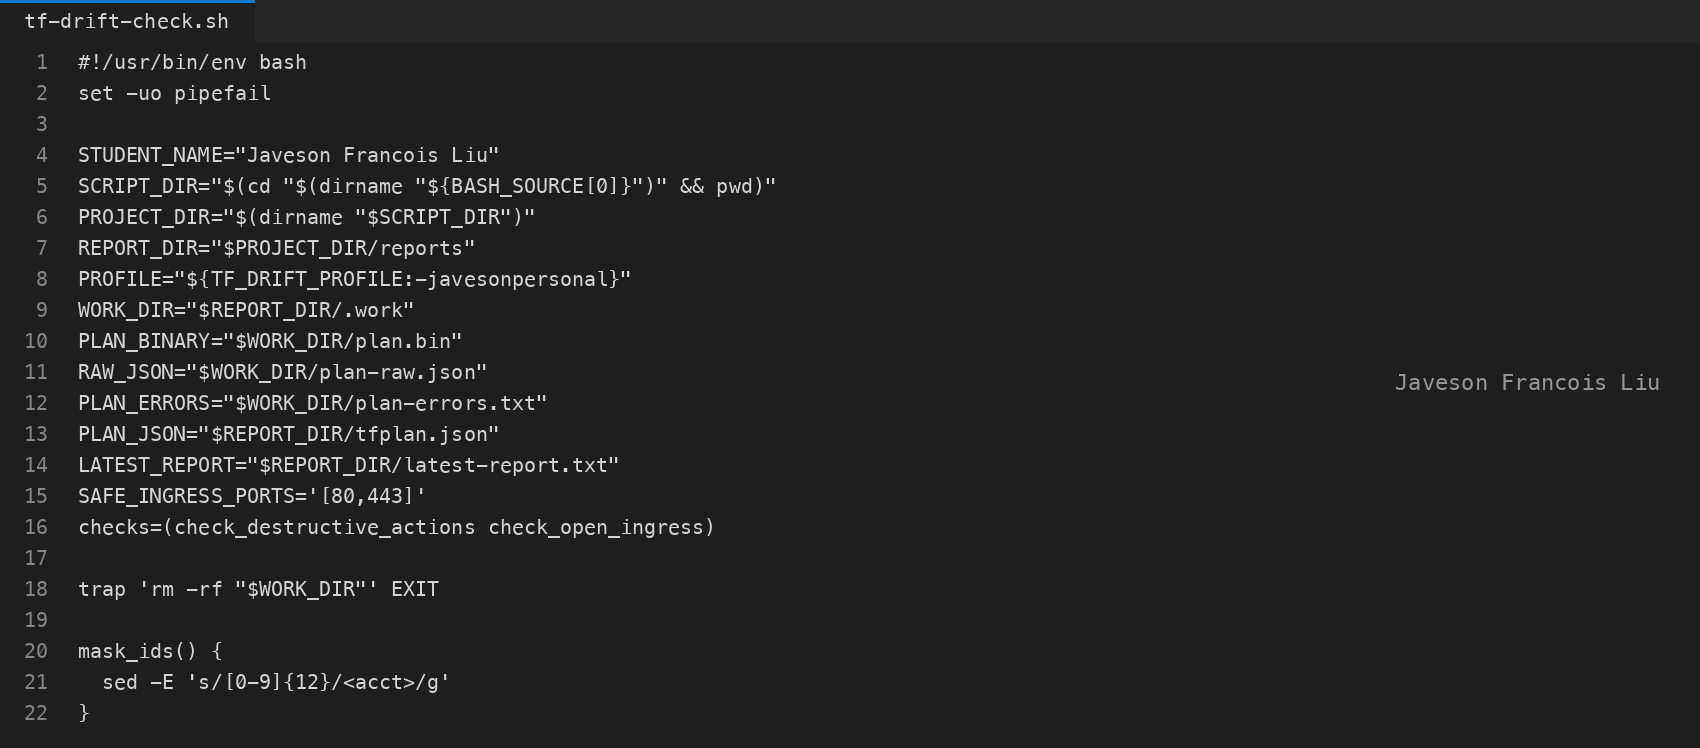 tf-drift-check.sh
1 #!/usr/bin/env bash
2 set -uo pipefail
3
4 STUDENT_NAME="Javeson Francois Liu"
5 SCRIPT_DIR="$(cd "$(dirname "${BASH_SOURCE[0]}")" && pwd)"
6 PROJECT_DIR="$(dirname "$SCRIPT_DIR")"
7 REPORT_DIR="$PROJECT_DIR/reports"
8 PROFILE="${TF_DRIFT_PROFILE:-javesonpersonal}"
9 WORK_DIR="$REPORT_DIR/.work"
10 PLAN_BINARY="$WORK_DIR/plan.bin"
11 RAW_JSON="$WORK_DIR/plan-raw.json"
Javeson Francois Liu
12 PLAN_ERRORS="$WORK_DIR/plan-errors.txt"
13 PLAN_JSON="$REPORT_DIR/tfplan.json"
14 LATEST_REPORT="$REPORT_DIR/latest-report.txt"
15 SAFE_INGRESS_PORTS='[80,443]'
16 checks=(check_destructive_actions check_open_ingress)
17
18 trap 'rm -rf "$WORK_DIR"' EXIT
19
20 mask_ids() {
21   sed -E 's/[0-9]{12}/<acct>/g'
22 }